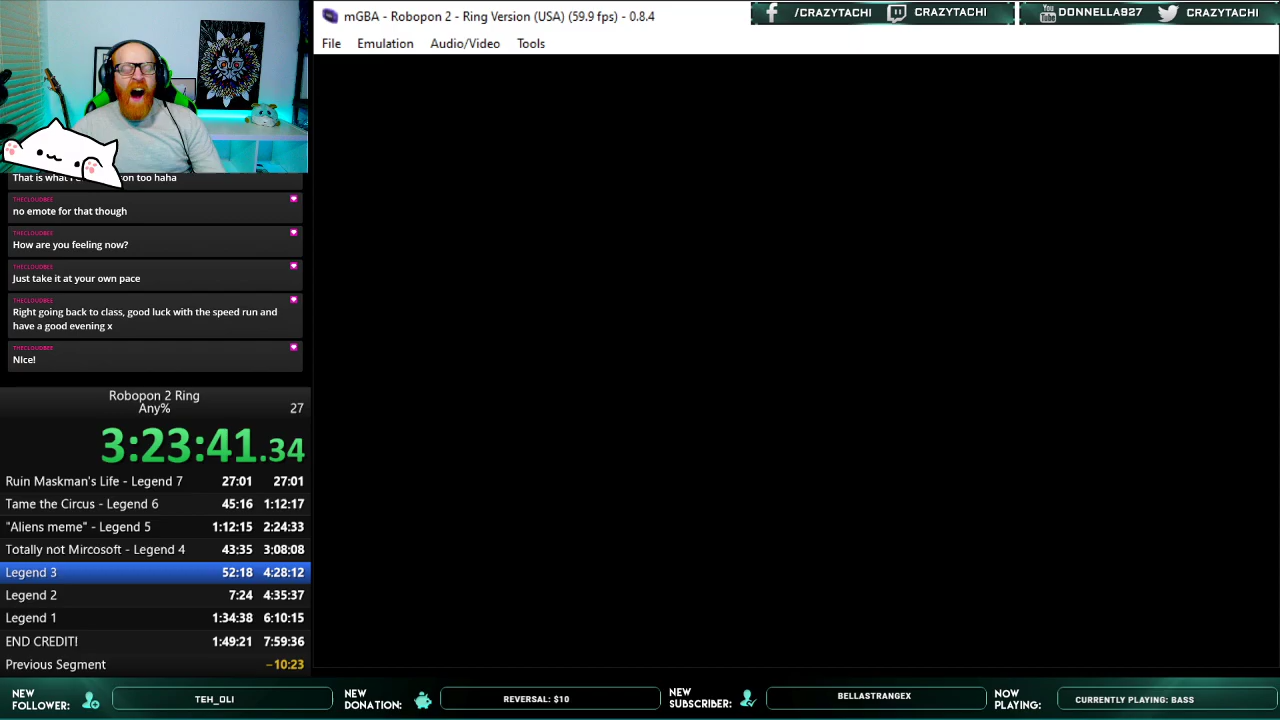 mGBA - Robopon 2 - Ring Version (USA) (59.9 fps) - 0.8.4
/CRAZYTACHI
CRAZYTACHI
You Tube DONNELLA827
CRAZYTACHI
File Emulation Audio/Video Tools
That is what I on too haha
THECLOUDBEE
no emote for that though
THECLOUDBEE
How are you feeling now?
THECLOUDBEE
Just take it at your own pace
THECLOUDBEE
Right going back to class, good luck with the speed run and
have a good evening x
THECLOUDBEE
NIce!
Robopon 2 Ring
Any% 27
3:23:41.34
Ruin Maskman's Life - Legend 7 27:01 27:01
Tame the Circus - Legend 6 45:16 1:12:17
"Aliens meme" - Legend 5 1:12:15 2:24:33
Totally not Mircosoft - Legend 4 43:35 3:08:08
Legend 3 52:18 4:28:12
Legend 2 7:24 4:35:37
Legend 1 1:34:38 6:10:15
END CREDIT! 1:49:21 7:59:36
Previous Segment −10:23
NEW FOLLOWER: TEH_OLI
NEW DONATION: REVERSAL: $10
NEW SUBSCRIBER: BELLASTRANGEX
NOW PLAYING: CURRENTLY PLAYING: BASS